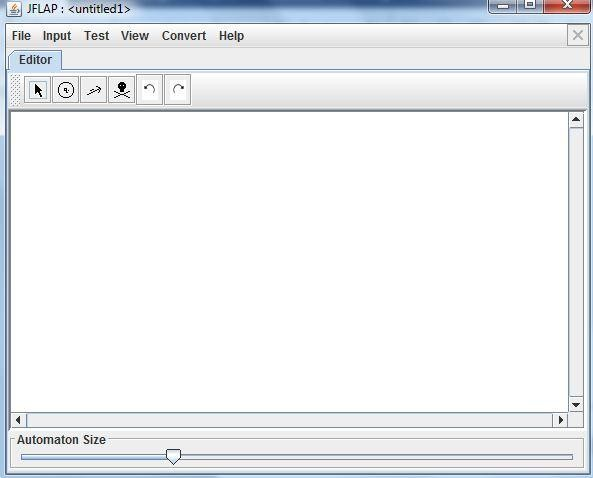 JFLAP : <untitled1>
File Input Test View Convert Help
Editor
q
Automaton Size